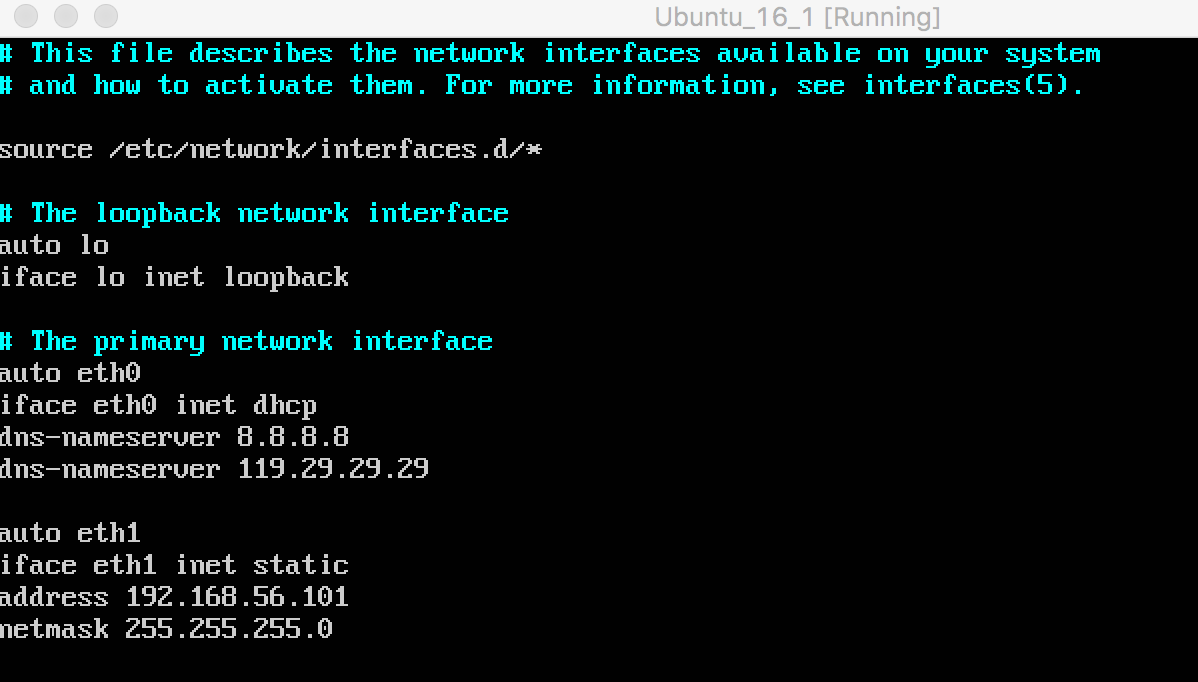 Ubuntu_16_1 [Running]
# This file describes the network interfaces available on your system
# and how to activate them. For more information, see interfaces(5).
source /etc/network/interfaces.d/*
# The loopback network interface
auto lo
iface lo inet loopback
# The primary network interface
auto eth0
iface eth0 inet dhcp
dns-nameserver 8.8.8.8
dns-nameserver 119.29.29.29
auto eth1
iface eth1 inet static
address 192.168.56.101
netmask 255.255.255.0